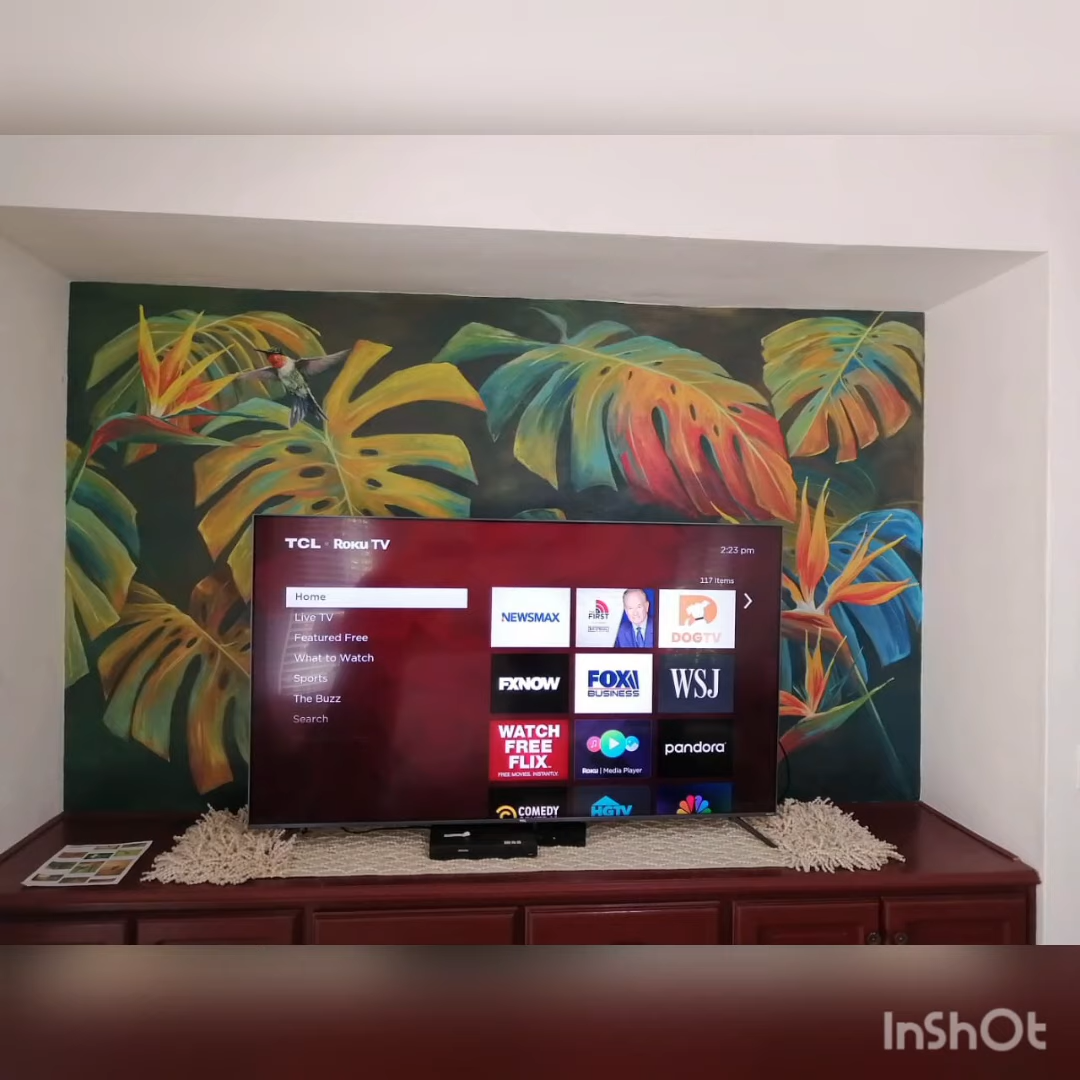 TCL · Roku TV
2:23 pm
117 Items
Home
Live TV
Featured Free
What to Watch
Sports
The Buzz
Search
NEWSMAX
FIRST
DOGTV
FXNOW
FOX
BUSINESS
WSJ
WATCH
FREE
FLIX
FREE MOVIES. INSTANTLY.
Roku | Media Player
pandora
COMEDY
HGTV
InShOt